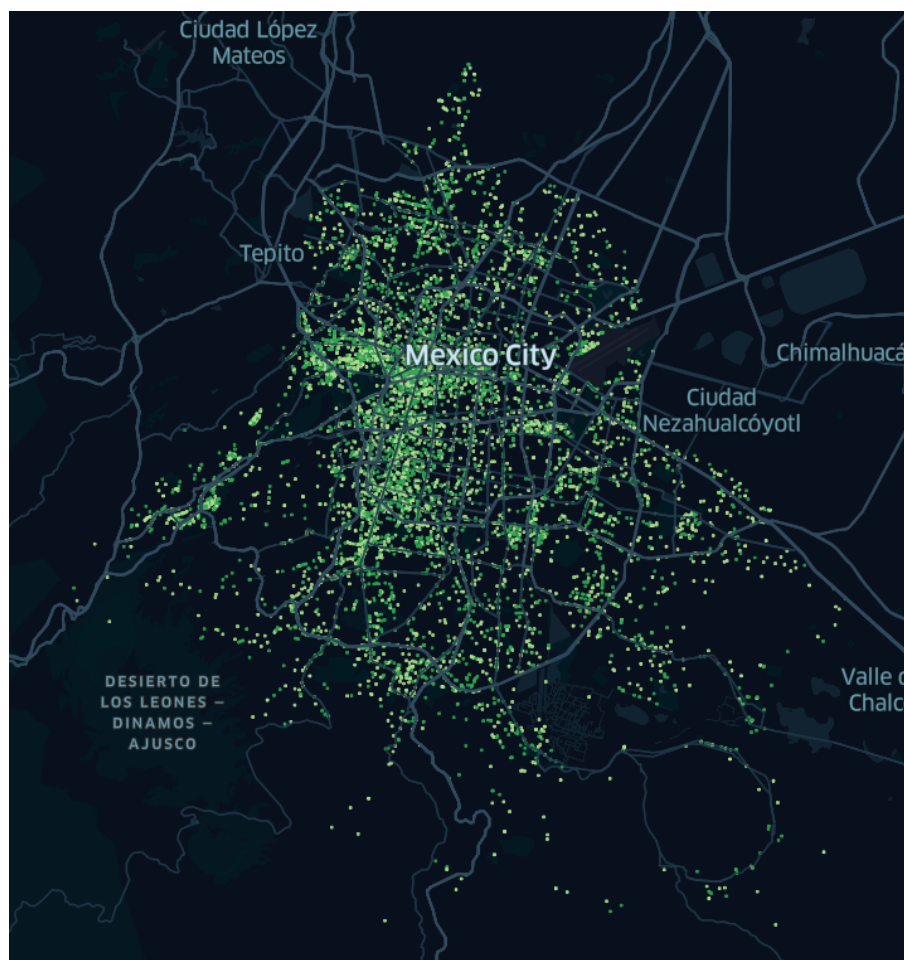 Ciudad López
Mateos
Tepito
Mexico City
Chimalhuacá
Ciudad
Nezahualcóyotl
DESIERTO DE
LOS LEONES –
DINAMOS –
AJUSCO
Valle d
Chalc